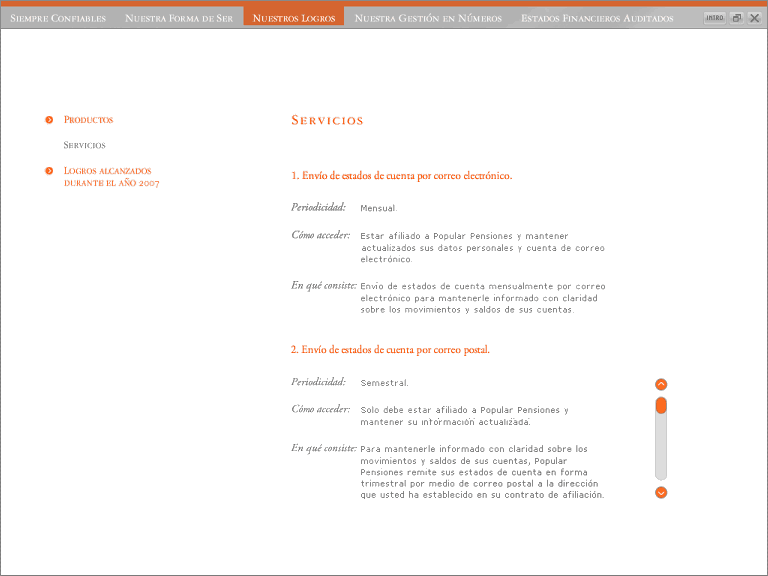 Siempre Confiables
Nuestra Forma de Ser
Nuestros Logros
Nuestra Gestión en Números
Estados Financieros Auditados
INTRO
Productos
Servicios
Logros alcanzados
durante el año 2007
Servicios
1. Envío de estados de cuenta por correo electrónico.
Periodicidad: Mensual.
Cómo acceder: Estar afiliado a Popular Pensiones y mantener
actualizados sus datos personales y cuenta de correo
electrónico.
En qué consiste: Envío de estados de cuenta mensualmente por correo
electrónico para mantenerle informado con claridad
sobre los movimientos y saldos de sus cuentas.
2. Envío de estados de cuenta por correo postal.
Periodicidad: Semestral.
Cómo acceder: Solo debe estar afiliado a Popular Pensiones y
mantener su información actualizada.
En qué consiste: Para mantenerle informado con claridad sobre los
movimientos y saldos de sus cuentas, Popular
Pensiones remite sus estados de cuenta en forma
trimestral por medio de correo postal a la dirección
que usted ha establecido en su contrato de afiliación.